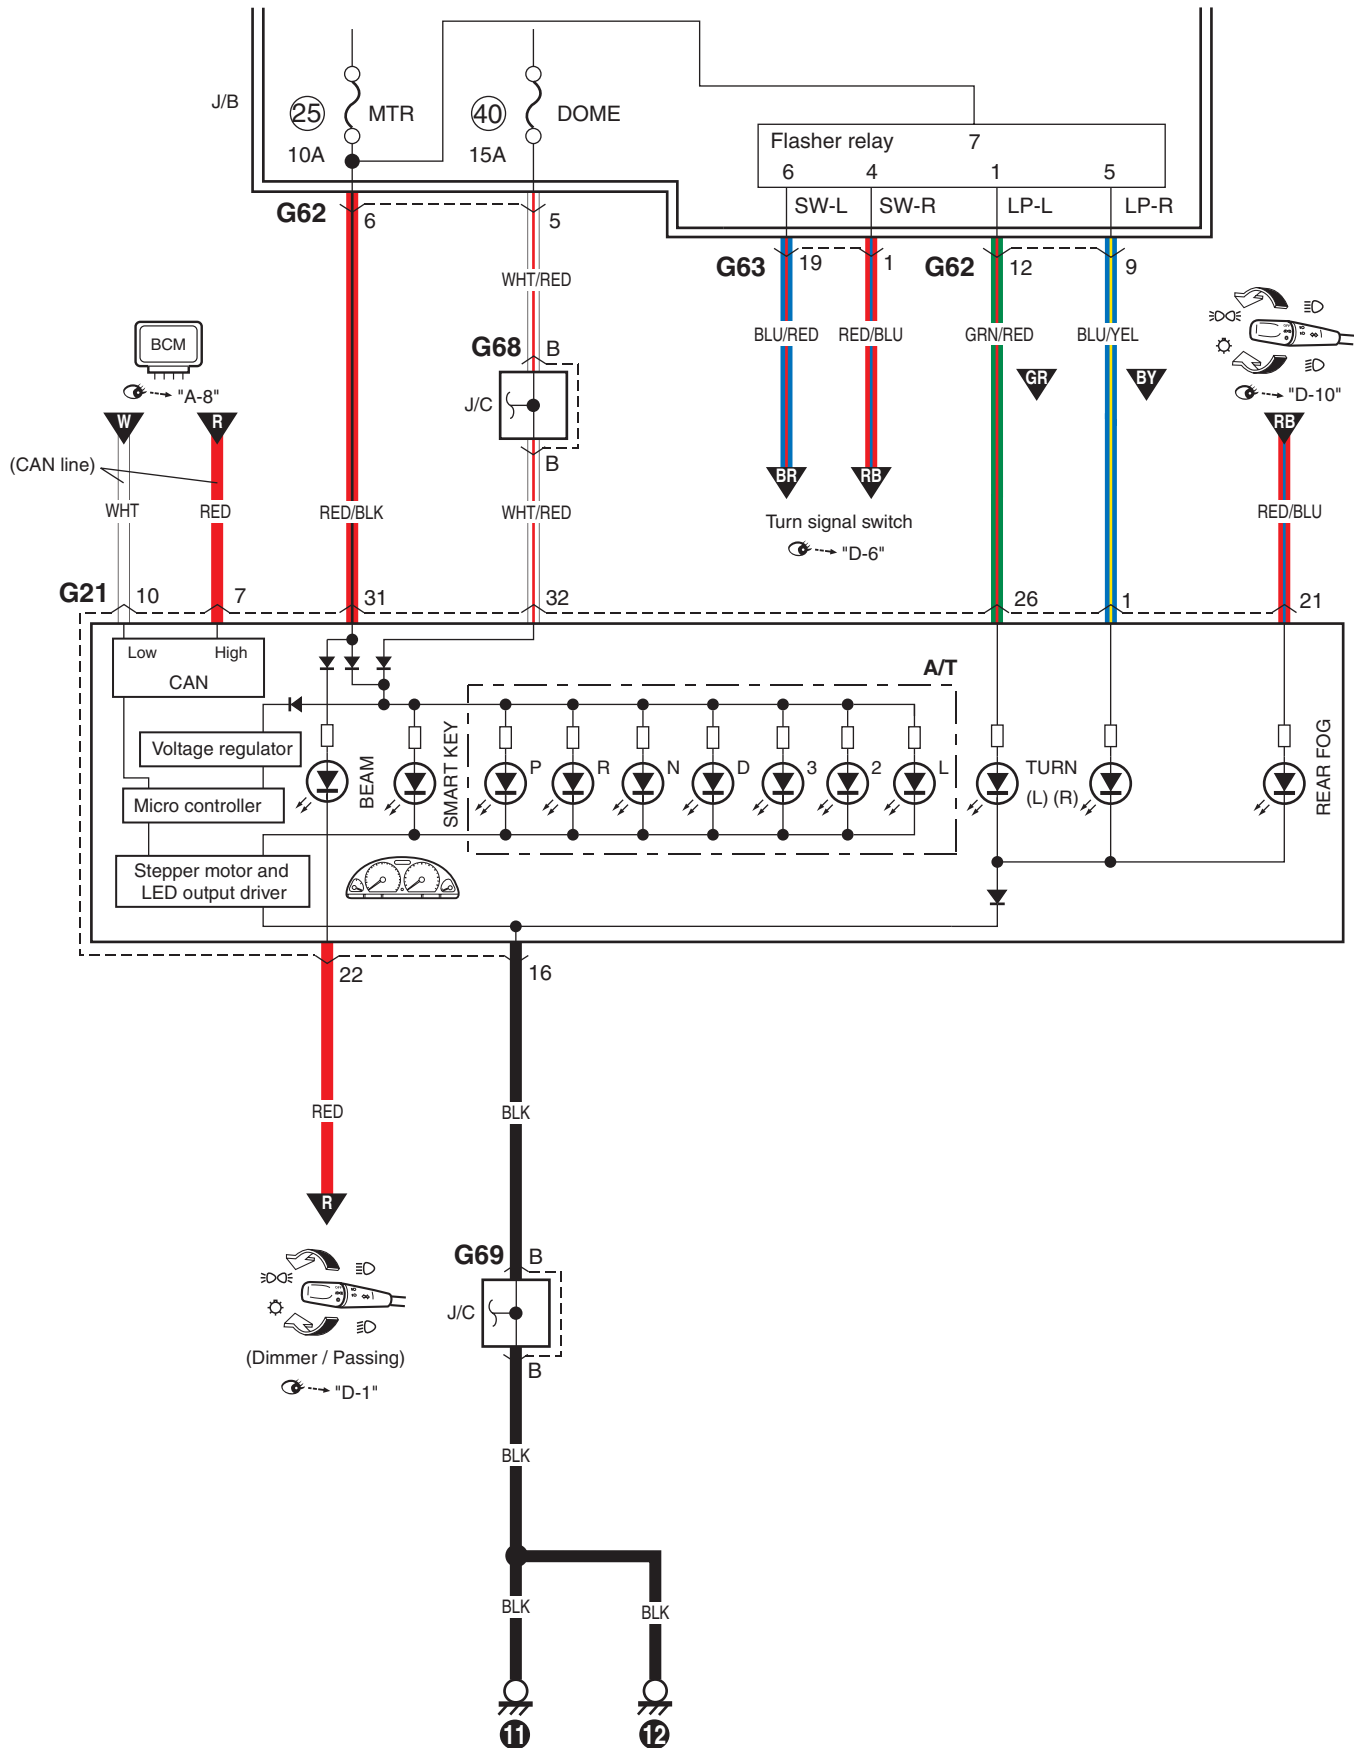 J/B
25
MTR
10A
40
DOME
15A
Flasher relay
7
6
4
1
5
SW-L
SW-R
LP-L
LP-R
G62
6
5
G63
19
1
G62
12
9
WHT/RED
BLU/RED
RED/BLU
GRN/RED
BLU/YEL
BCM
"A-8"
G68
B
J/C
B
GR
BY
"D-10"
W
R
RB
(CAN line)
BR
RB
WHT
RED
RED/BLK
WHT/RED
Turn signal switch
"D-6"
RED/BLU
G21
10
7
31
32
26
1
21
Low
High
CAN
A/T
Voltage regulator
Micro controller
Stepper motor and
LED output driver
BEAM
SMART KEY
P
R
N
D
3
2
L
TURN
(L) (R)
REAR FOG
22
16
RED
BLK
R
G69
B
J/C
B
(Dimmer / Passing)
"D-1"
BLK
BLK
BLK
11
12